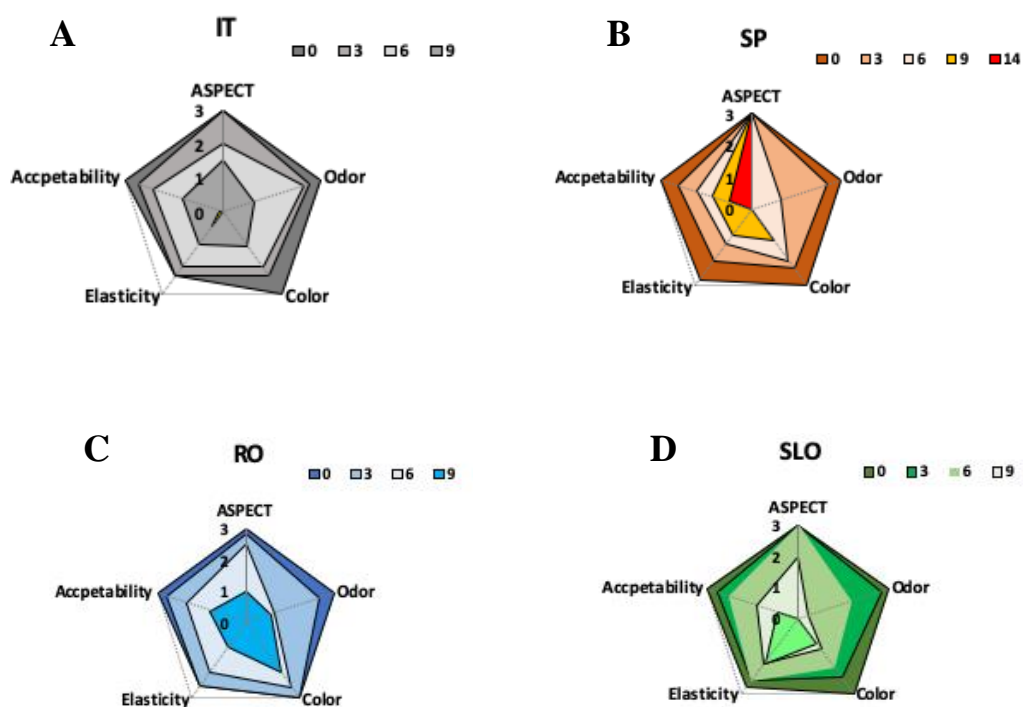 A
IT
0 3 6 9
ASPECT
3
2
1
0
Accpetability
Odor
Elasticity
Color
B
SP
0 3 6 9 14
ASPECT
3
2
1
0
Accpetability
Odor
Elasticity
Color
C
RO
0 3 6 9
ASPECT
3
2
1
0
Accpetability
Odor
Elasticity
Color
D
SLO
0 3 6 9
ASPECT
3
2
1
0
Accpetability
Odor
Elasticity
Color